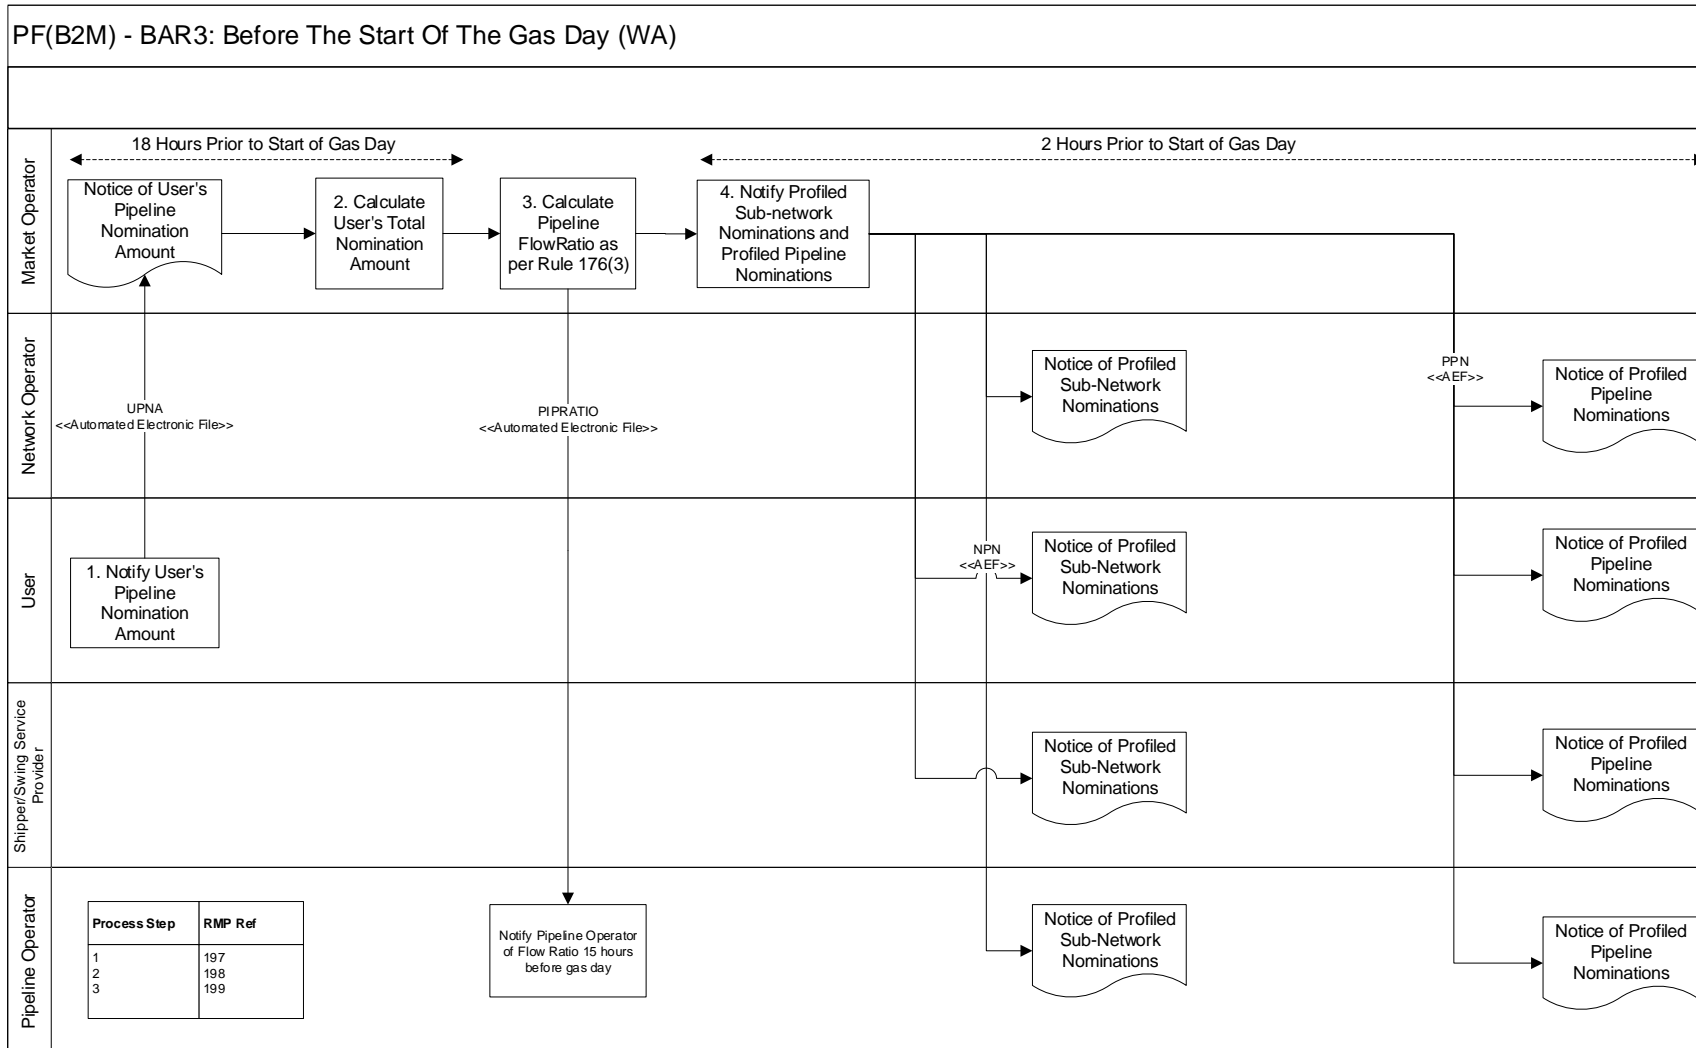 PF(B2M) - BAR3: Before The Start Of The Gas Day (WA)
18 Hours Prior to Start of Gas Day
2 Hours Prior to Start of Gas Day
Market Operator
Notice of User's
Pipeline
Nomination
Amount
2. Calculate
User's Total
Nomination
Amount
3. Calculate
Pipeline
FlowRatio as
per Rule 176(3)
4. Notify Profiled
Sub-network
Nominations and
Profiled Pipeline
Nominations
Network Operator
UPNA
<<Automated Electronic File>>
PIPRATIO
<<Automated Electronic File>>
Notice of Profiled
Sub-Network
Nominations
PPN
<<AEF>>
Notice of Profiled
Pipeline
Nominations
User
1. Notify User's
Pipeline
Nomination
Amount
NPN
<<AEF>>
Notice of Profiled
Sub-Network
Nominations
Notice of Profiled
Pipeline
Nominations
Shipper/Swing Service
Provider
Notice of Profiled
Sub-Network
Nominations
Notice of Profiled
Pipeline
Nominations
Pipeline Operator
Process Step RMP Ref
1 197
2 198
3 199
Notify Pipeline Operator
of Flow Ratio 15 hours
before gas day
Notice of Profiled
Sub-Network
Nominations
Notice of Profiled
Pipeline
Nominations